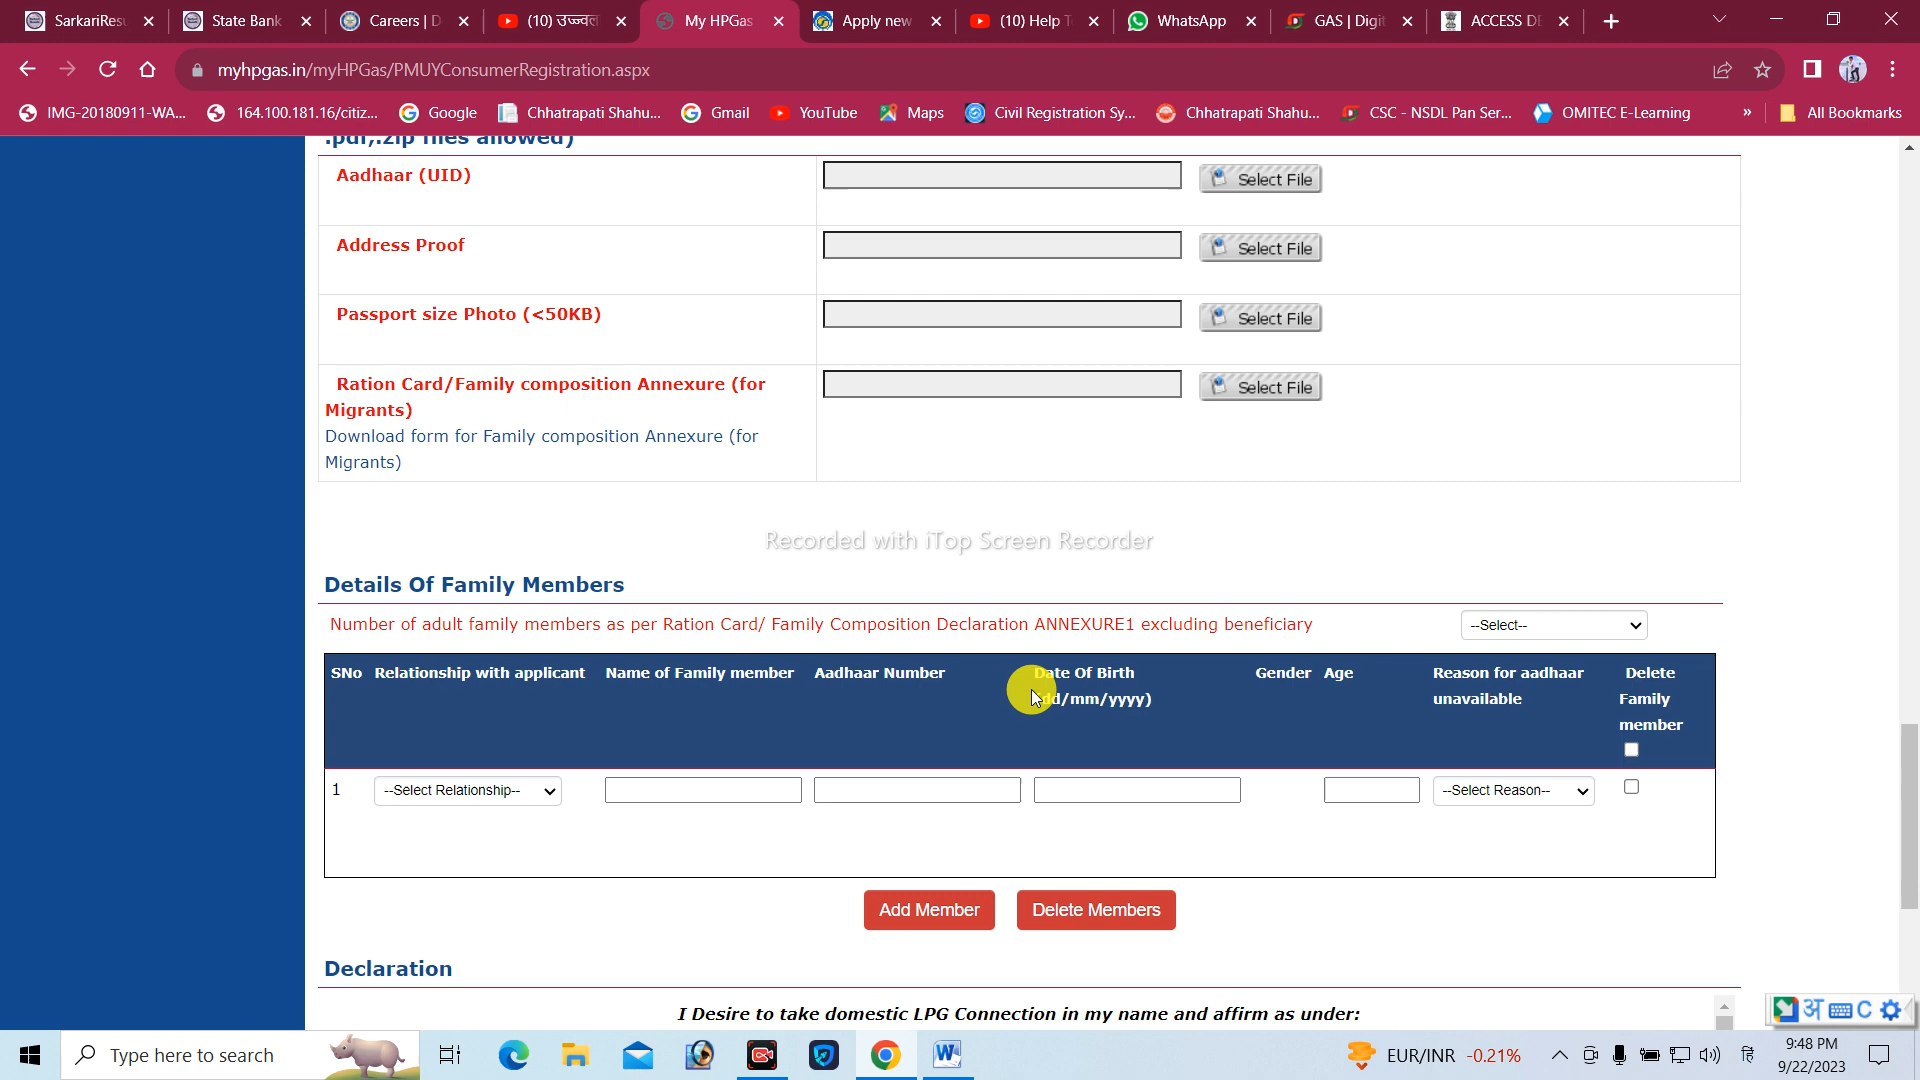 SarkariResu
State Bank
Careers | D
(10) उज्ज्वल
My HPGas
Apply new
(10) Help T
WhatsApp
GAS | Digit
ACCESS DE
myhpgas.in/myHPGas/PMUYConsumerRegistration.aspx
IMG-20180911-WA...
164.100.181.16/citiz...
Google
Chhatrapati Shahu...
Gmail
YouTube
Maps
Civil Registration Sy...
Chhatrapati Shahu...
CSC - NSDL Pan Ser...
OMITEC E-Learning
»
All Bookmarks
.pdf,.zip files allowed)
Aadhaar (UID)
Select File
Address Proof
Select File
Passport size Photo (<50KB)
Select File
Ration Card/Family composition Annexure (for
Migrants)
Select File
Download form for Family composition Annexure (for
Migrants)
Recorded with iTop Screen Recorder
Details Of Family Members
Number of adult family members as per Ration Card/ Family Composition Declaration ANNEXURE1 excluding beneficiary
--Select--
SNo
Relationship with applicant
Name of Family member
Aadhaar Number
Date Of Birth
(dd/mm/yyyy)
Gender
Age
Reason for aadhaar
unavailable
Delete
Family
member
1
--Select Relationship--
--Select Reason--
Add Member
Delete Members
Declaration
I Desire to take domestic LPG Connection in my name and affirm as under:
अ
C
Type here to search
EUR/INR -0.21%
हि
9:48 PM
9/22/2023